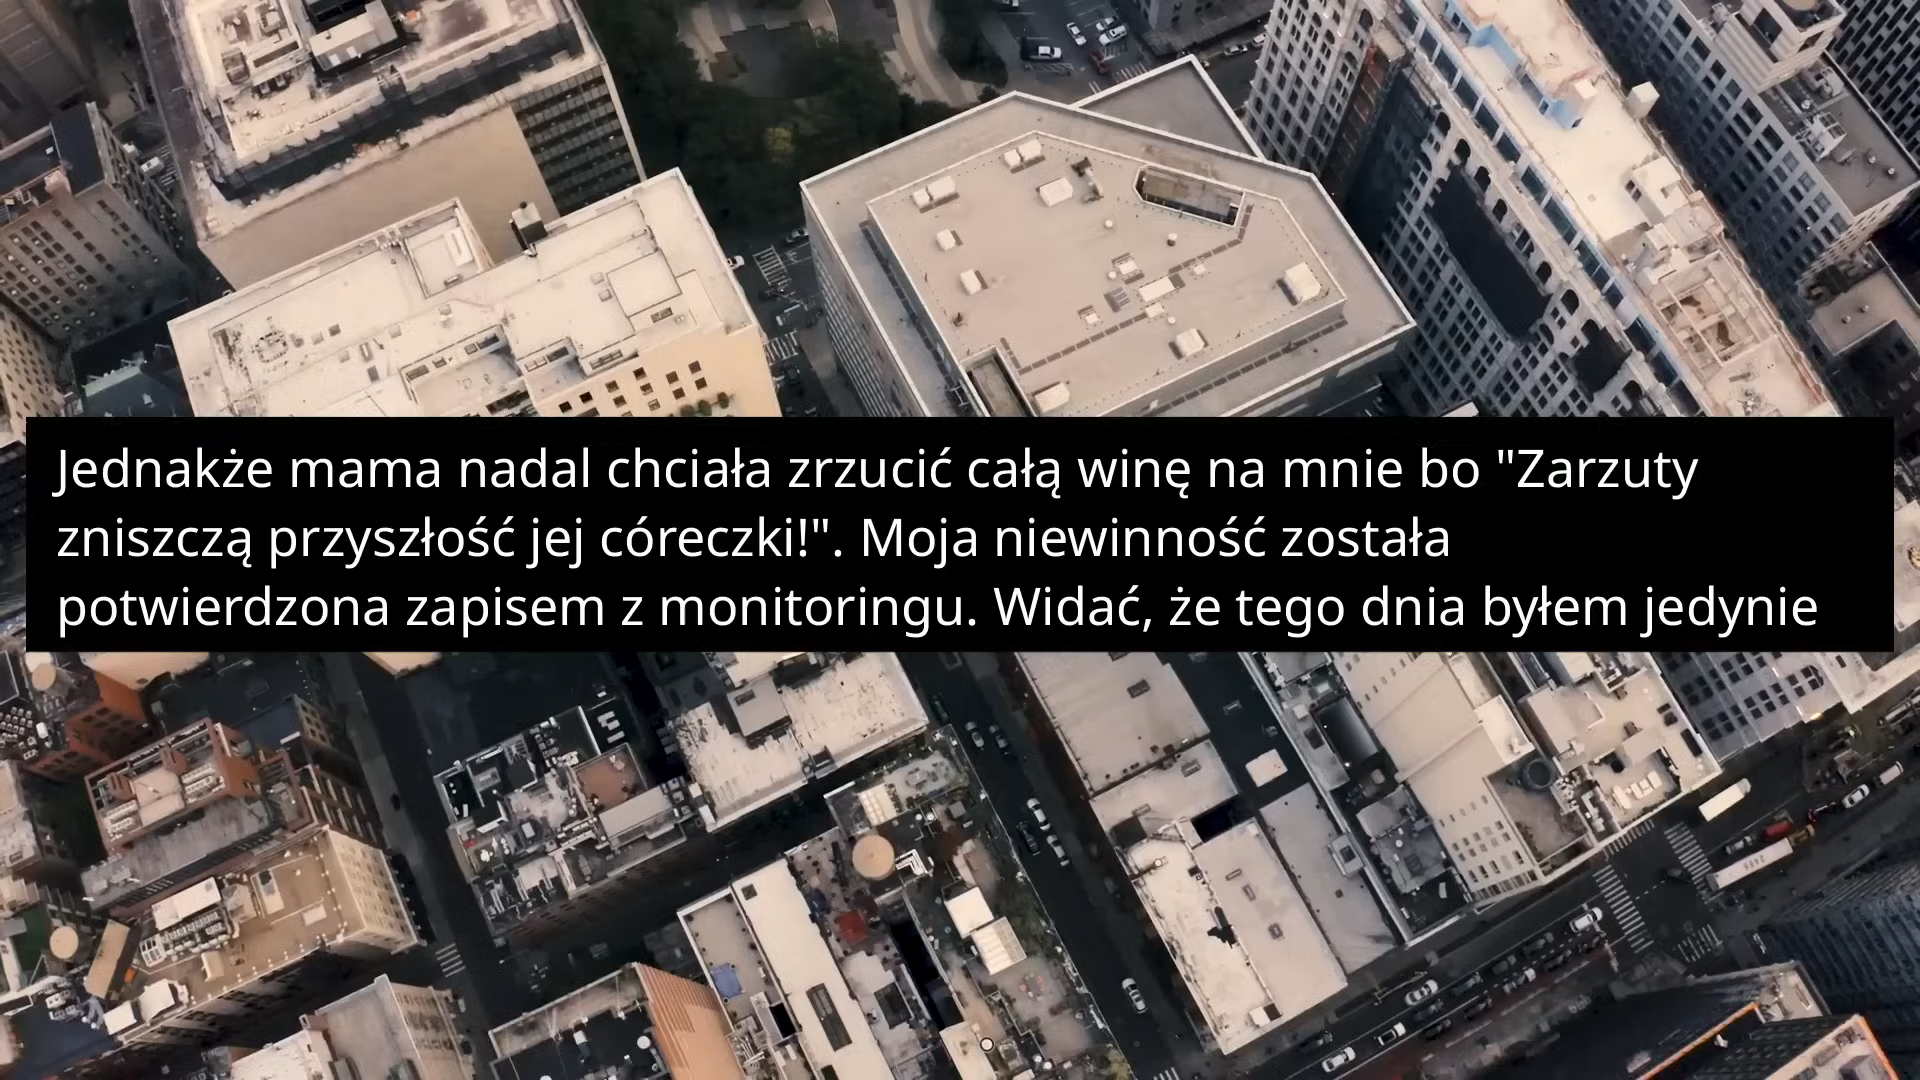 Jednakże mama nadal chciała zrzucić całą winę na mnie bo "Zarzuty
zniszczą przyszłość jej córeczki!". Moja niewinność została
potwierdzona zapisem z monitoringu. Widać, że tego dnia byłem jedynie